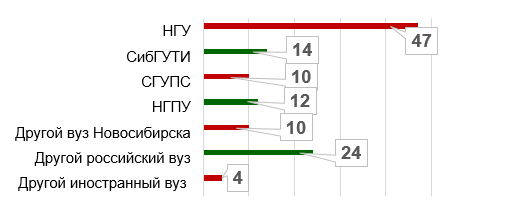 НГУ 47
СибГУТИ 14
СГУПС 10
НГПУ 12
Другой вуз Новосибирска 10
Другой российский вуз 24
Другой иностранный вуз 4